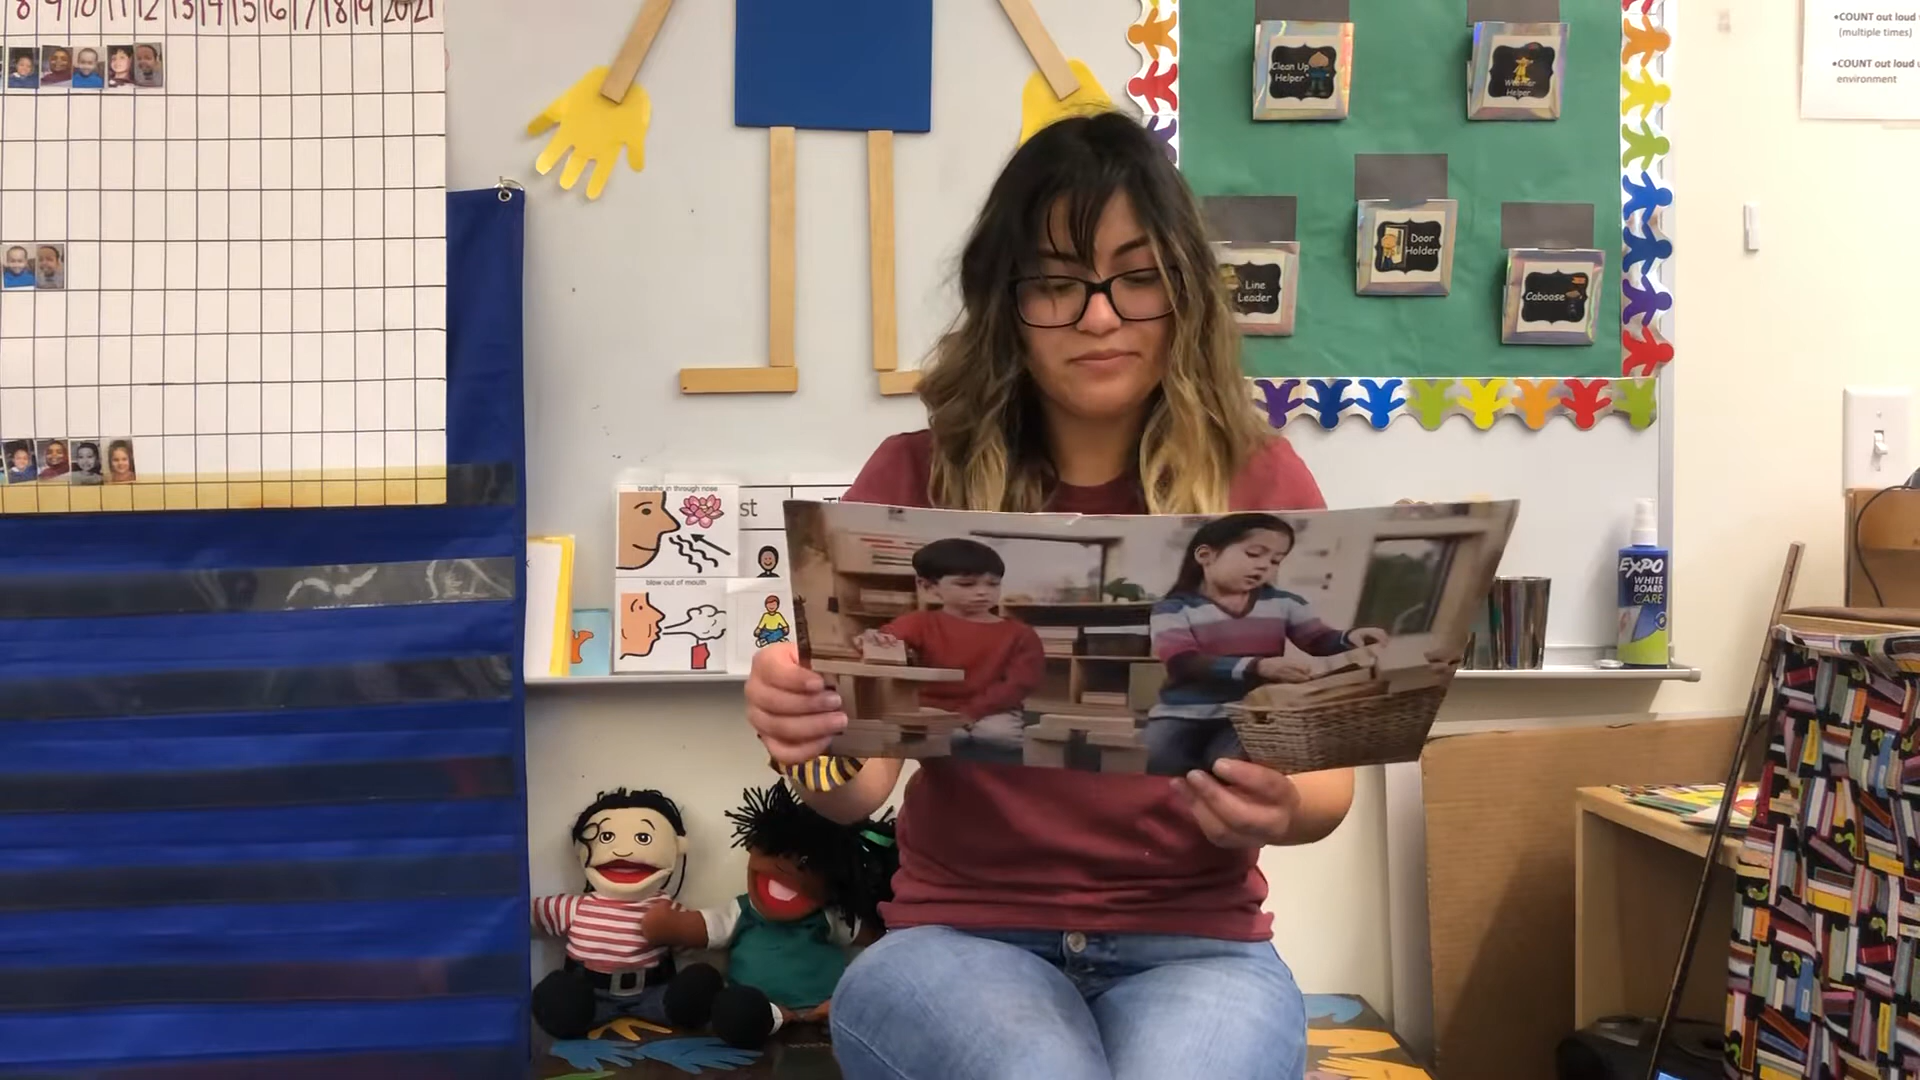 8 9 10 11 12 13 14 15 16 17 18 19 20 21
•COUNT out loud
(multiple times)
•COUNT out loud
environment
Clean Up
Helper
Weather
Helper
Door
Holder
Line
Leader
Caboose
breathe in through nose
st
blow out of mouth
EXPO
WHITE
BOARD
CARE